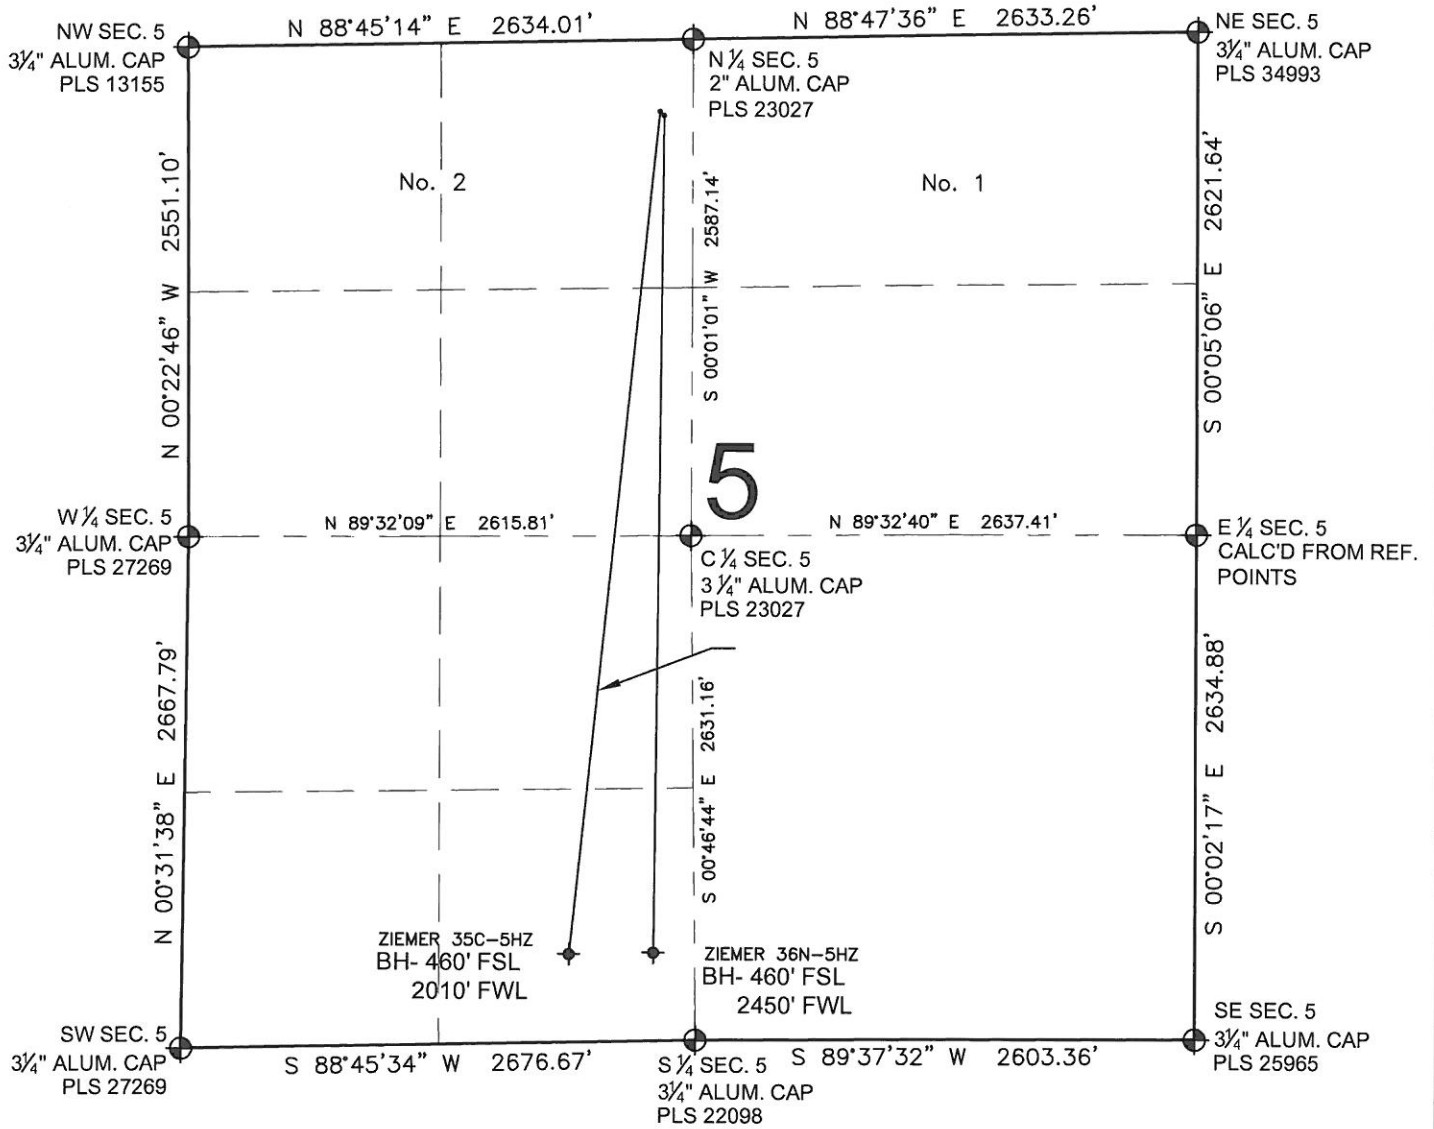 N 88°45'14" E 2634.01'
N 88°47'36" E 2633.26'
NW SEC. 5
3¼" ALUM. CAP
PLS 13155
N ¼ SEC. 5
2" ALUM. CAP
PLS 23027
NE SEC. 5
3¼" ALUM. CAP
PLS 34993
No. 2
No. 1
N 00°22'46" W 2551.10'
S 00°01'01" W 2587.14'
S 00°05'06" E 2621.64'
5
W ¼ SEC. 5
3¼" ALUM. CAP
PLS 27269
N 89°32'09" E 2615.81'
N 89°32'40" E 2637.41'
C ¼ SEC. 5
3 ¼" ALUM. CAP
PLS 23027
E ¼ SEC. 5
CALC'D FROM REF.
POINTS
N 00°31'38" E 2667.79'
S 00°46'44" E 2631.16'
S 00°02'17" E 2634.88'
ZIEMER 35C-5HZ
BH- 460' FSL
2010' FWL
ZIEMER 36N-5HZ
BH- 460' FSL
2450' FWL
SW SEC. 5
3¼" ALUM. CAP
PLS 27269
S 88°45'34" W 2676.67'
S ¼ SEC. 5
3¼" ALUM. CAP
PLS 22098
S 89°37'32" W 2603.36'
SE SEC. 5
3¼" ALUM. CAP
PLS 25965